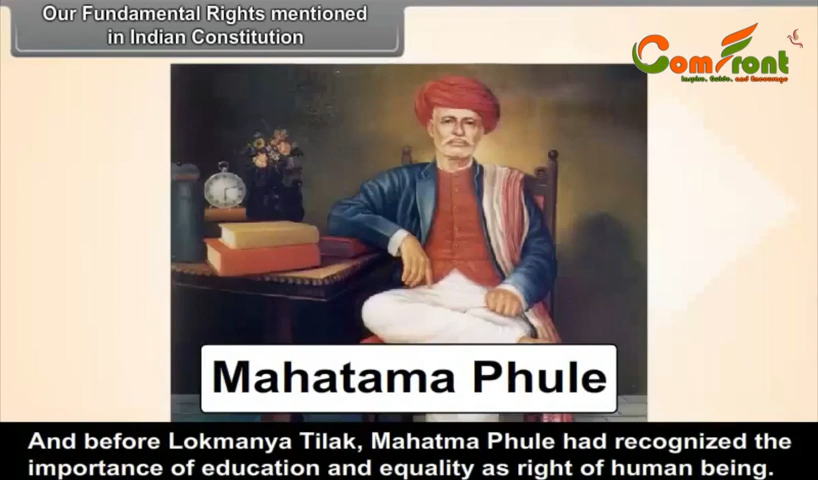 Our Fundamental Rights mentioned
in Indian Constitution
ComFront
Inspire, Guide, and Encourage
Mahatama Phule
And before Lokmanya Tilak, Mahatma Phule had recognized the
importance of education and equality as right of human being.